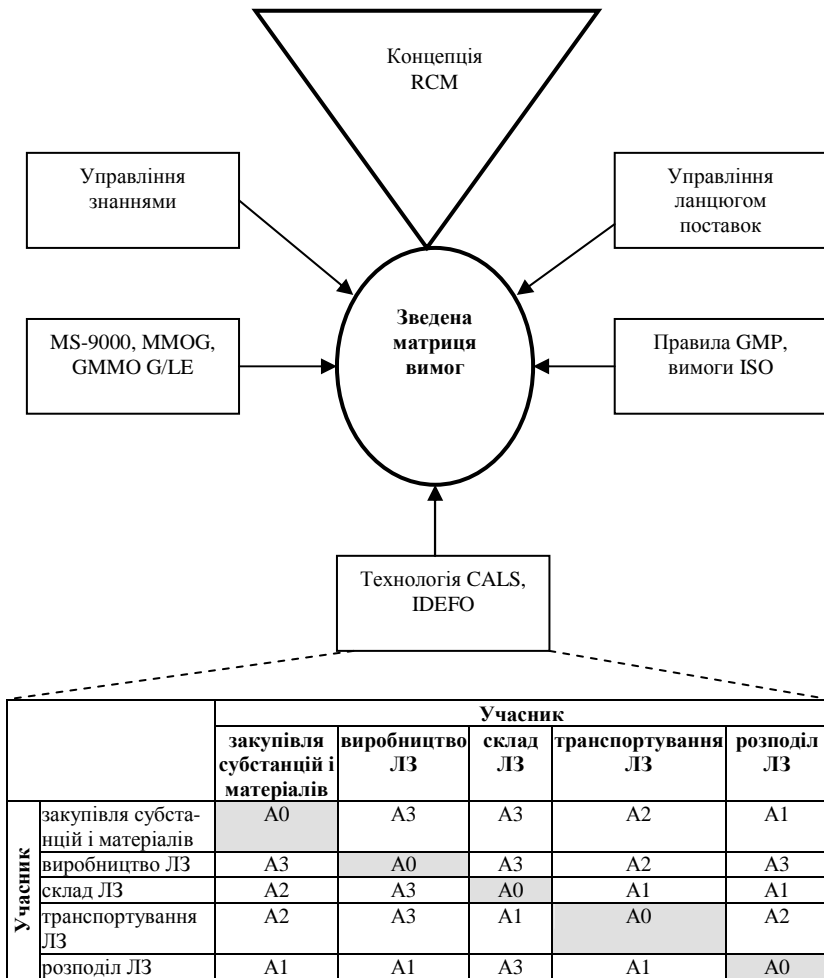 Концепція
RCM
Управління
знаннями
Управління
ланцюгом
поставок
Зведена
матриця
вимог
MS-9000, MMOG,
GMMO G/LE
Правила GMP,
вимоги ISO
Технологія CALS,
IDEFO
Учасник
закупівля субстанцій і матеріалів
виробництво ЛЗ
склад ЛЗ
транспортування ЛЗ
розподіл ЛЗ
Учасник
закупівля субста-
нцій і матеріалів
A0 A3 A3 A2 A1
виробництво ЛЗ A3 A0 A3 A2 A3
склад ЛЗ A2 A3 A0 A1 A1
транспортування
ЛЗ
A2 A3 A1 A0 A2
розподіл ЛЗ A1 A1 A3 A1 A0